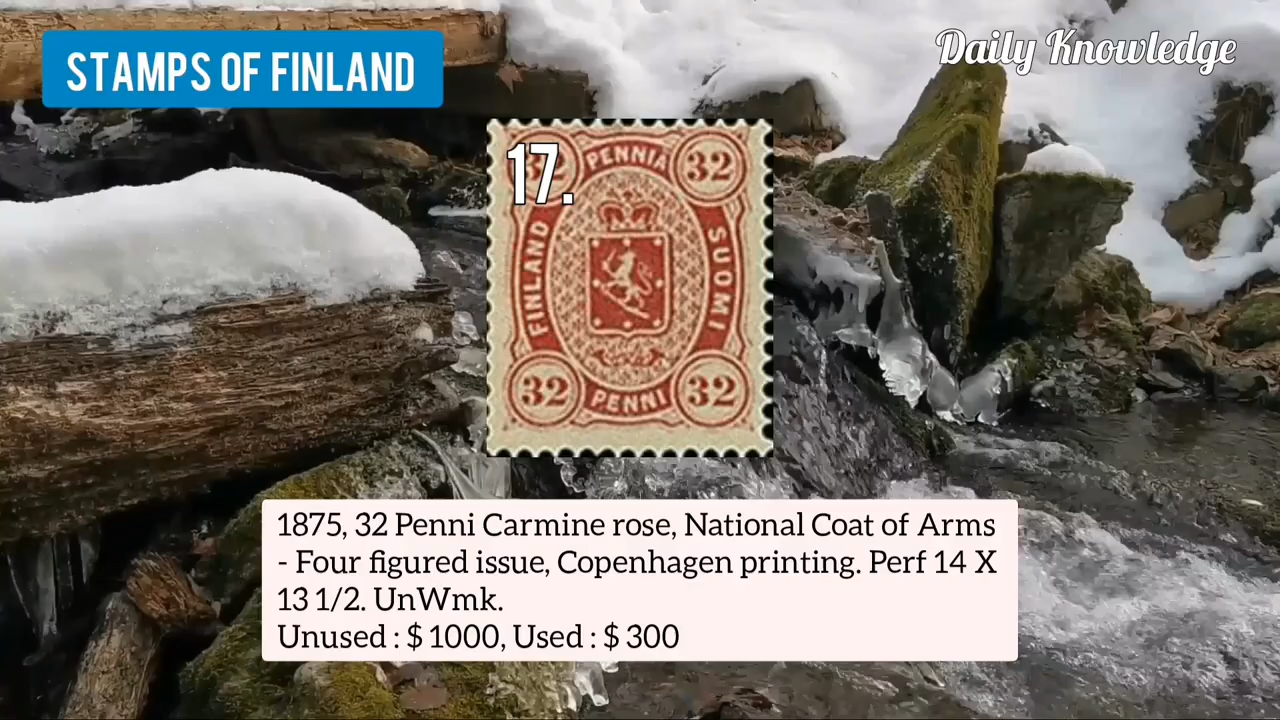 STAMPS OF FINLAND
Daily Knowledge
17.
32 PENNIA 32
FINLAND
SUOMI
32 PENNI 32
1875, 32 Penni Carmine rose, National Coat of Arms
- Four figured issue, Copenhagen printing. Perf 14 X
13 1/2. UnWmk.
Unused : $ 1000, Used : $ 300